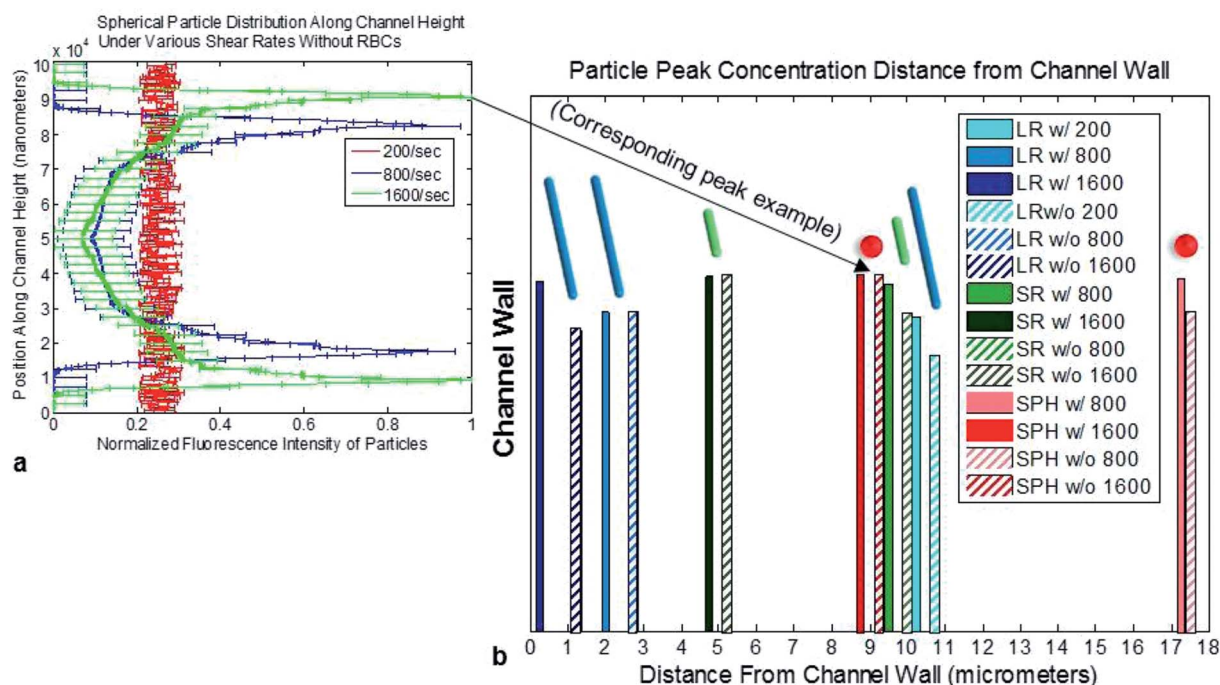 a
Spherical Particle Distribution Along Channel Height
Under Various Shear Rates Without RBCs
x 10⁴
10
9
8
7
6
5
4
3
2
1
0
Position Along Channel Height (nanometers)
200/sec
800/sec
1600/sec
0
0.2
0.4
0.6
0.8
1
Normalized Fluorescence Intensity of Particles
b
Particle Peak Concentration Distance from Channel Wall
(Corresponding peak example)
Channel Wall
LR w/ 200
LR w/ 800
LR w/ 1600
LRw/o 200
LR w/o 800
LR w/o 1600
SR w/ 800
SR w/ 1600
SR w/o 800
SR w/o 1600
SPH w/ 800
SPH w/ 1600
SPH w/o 800
SPH w/o 1600
0 1 2 3 4 5 6 7 8 9 10 11 12 13 14 15 16 17 18
Distance From Channel Wall (micrometers)